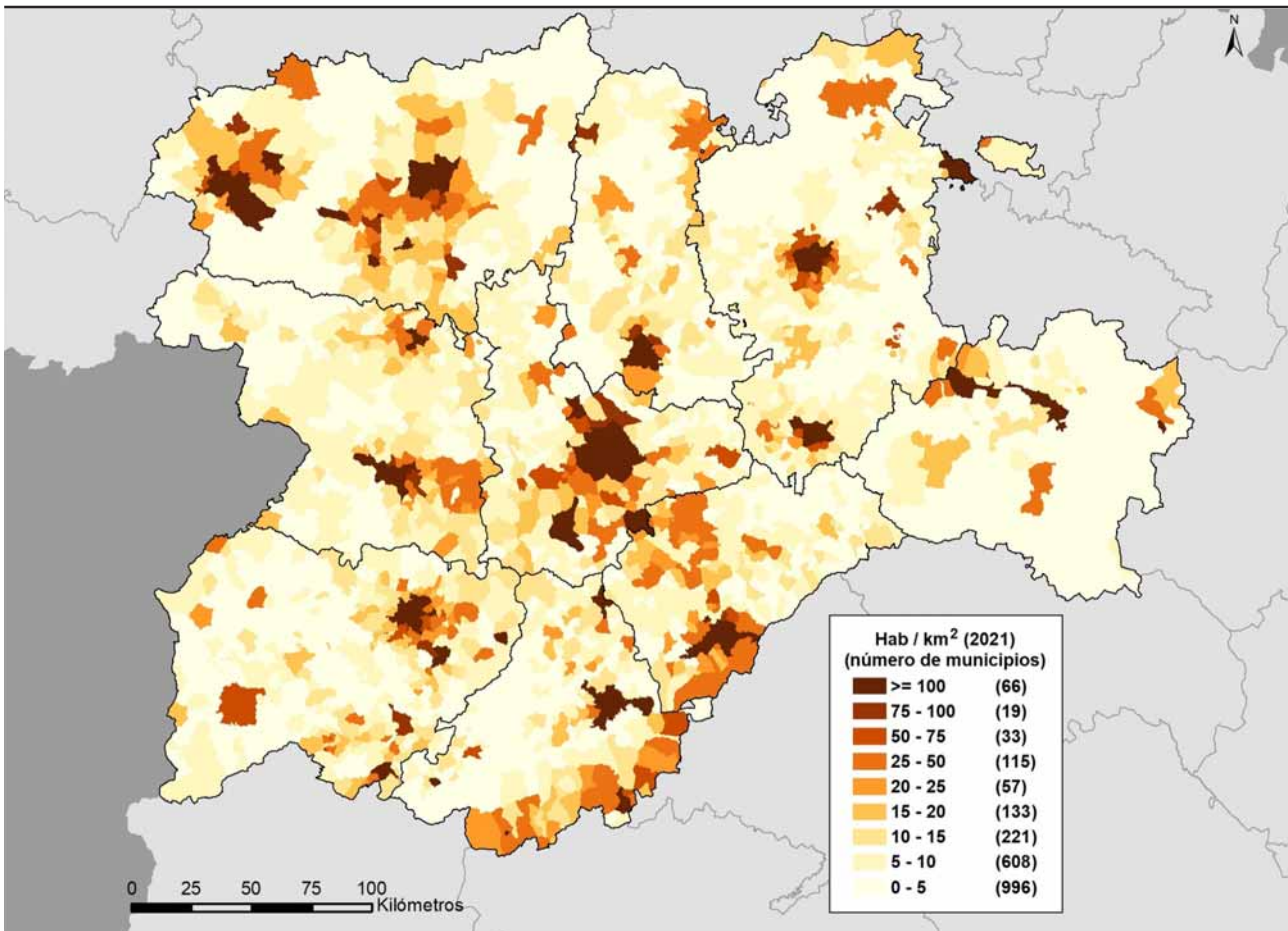 N
Hab / km² (2021)
(número de municipios)
>= 100 (66)
75 - 100 (19)
50 - 75 (33)
25 - 50 (115)
20 - 25 (57)
15 - 20 (133)
10 - 15 (221)
5 - 10 (608)
0 - 5 (996)
0 25 50 75 100
Kilómetros